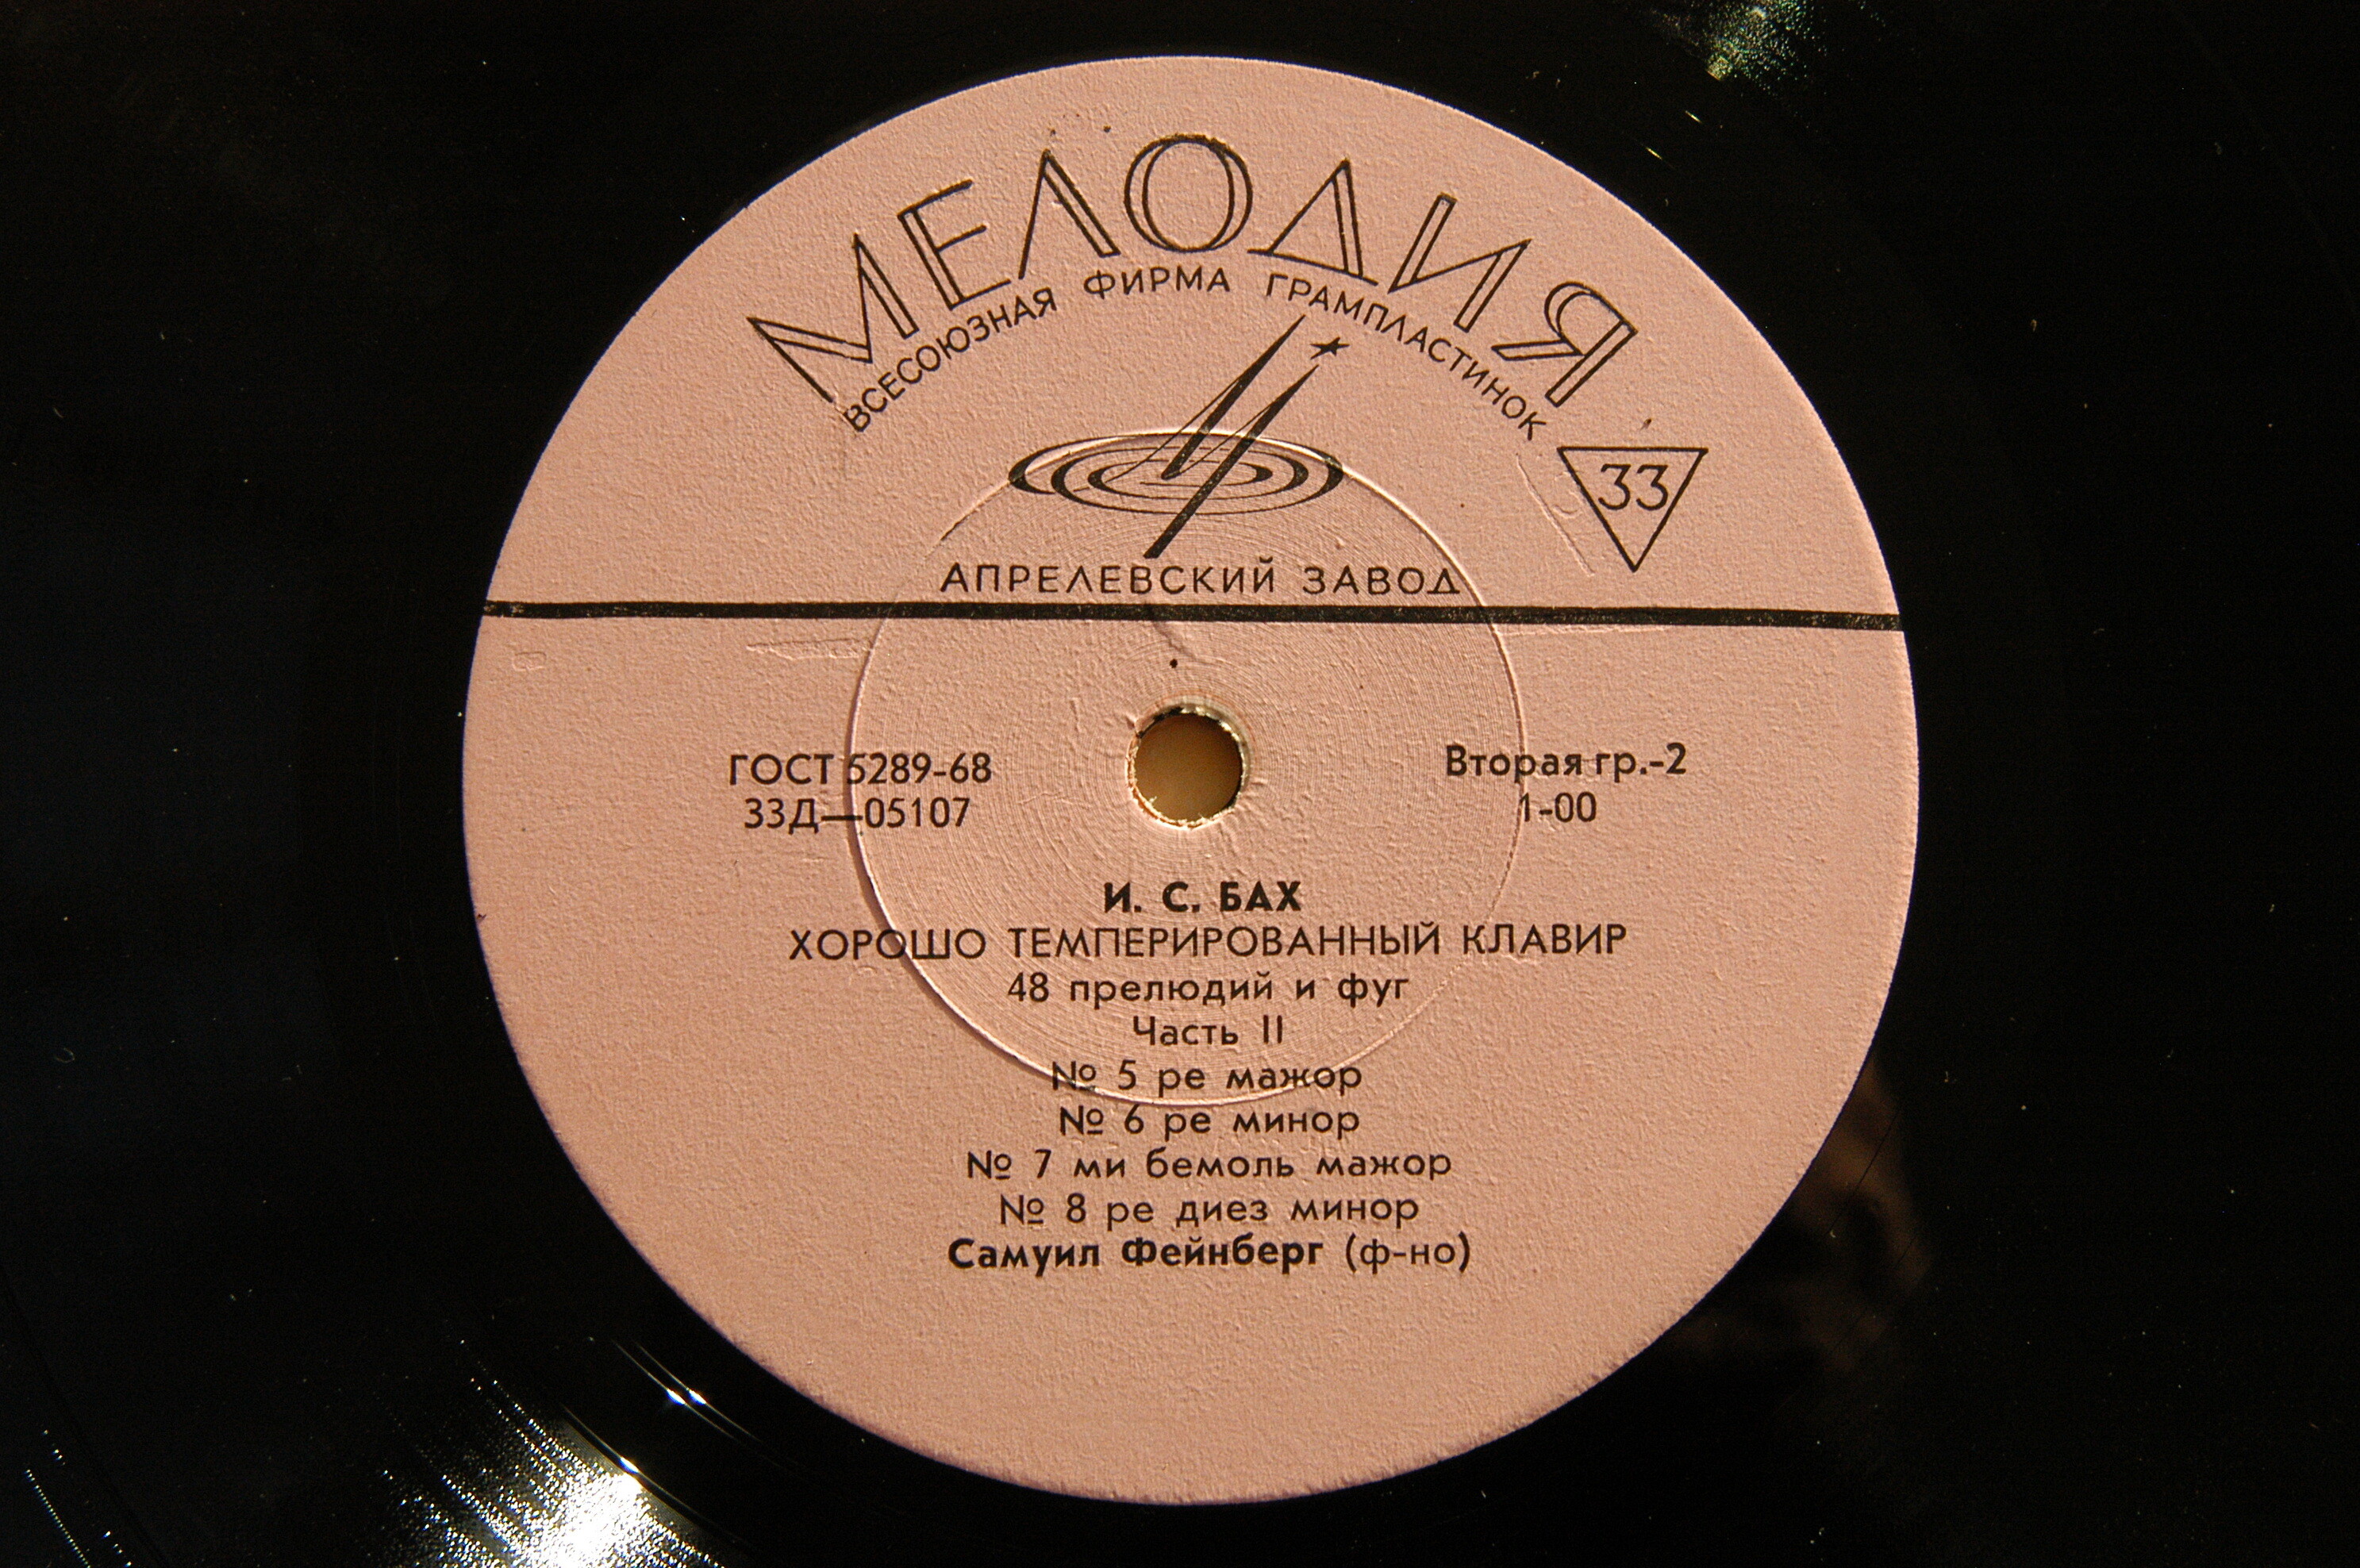 МЕЛОДИЯ
ВСЕСОЮЗНАЯ ФИРМА ГРАМПЛАСТИНОК
33
АПРЕЛЕВСКИЙ ЗАВОД
ГОСТ 5289-68
Вторая гр.-2
33Д—05107
1-00
И. С. БАХ
ХОРОШО ТЕМПЕРИРОВАННЫЙ КЛАВИР
48 прелюдий и фуг
Часть II
№ 5 ре мажор
№ 6 ре минор
№ 7 ми бемоль мажор
№ 8 ре диез минор
Самуил Фейнберг (ф-но)